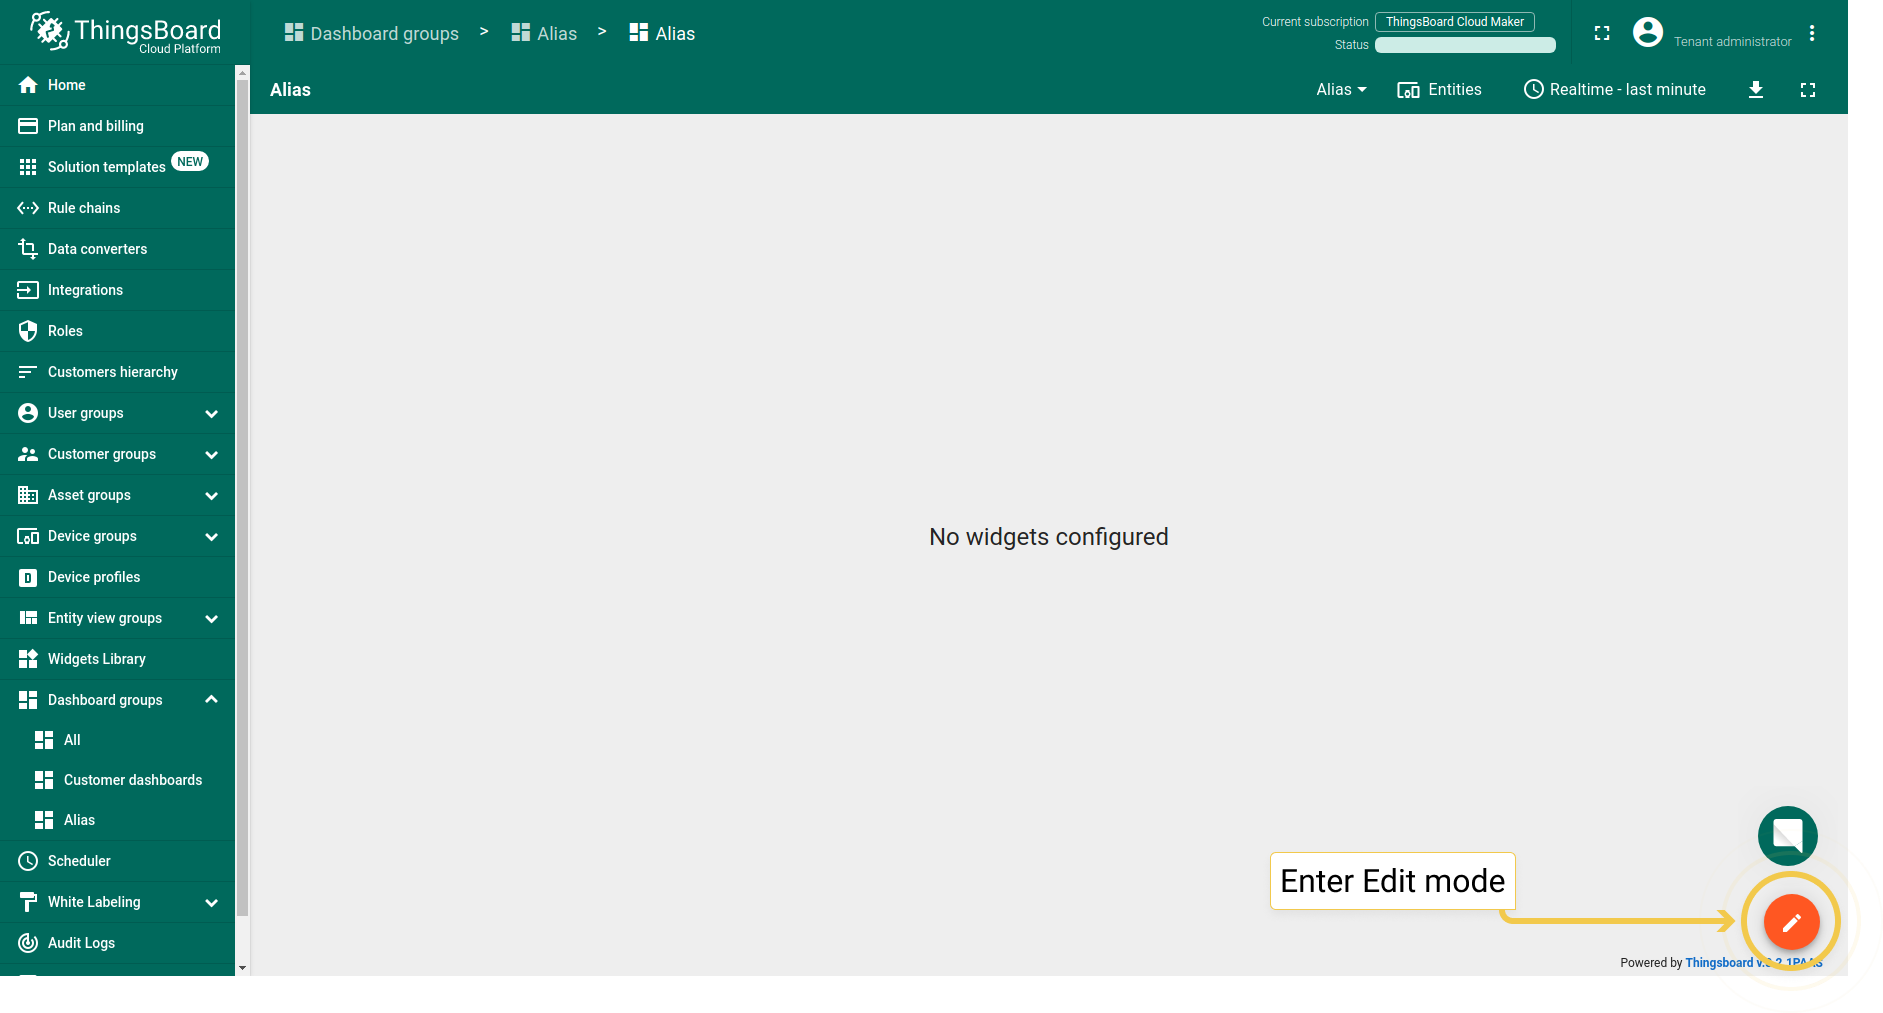 ThingsBoard
Cloud Platform
Dashboard groups > Alias > Alias
Current subscription ThingsBoard Cloud Maker
Status
Tenant administrator
Home
Plan and billing
Solution templates NEW
Rule chains
Data converters
Integrations
Roles
Customers hierarchy
User groups
Customer groups
Asset groups
Device groups
Device profiles
Entity view groups
Widgets Library
Dashboard groups
All
Customer dashboards
Alias
Scheduler
White Labeling
Audit Logs
Alias
Alias Entities Realtime - last minute
No widgets configured
Enter Edit mode
Powered by Thingsboard